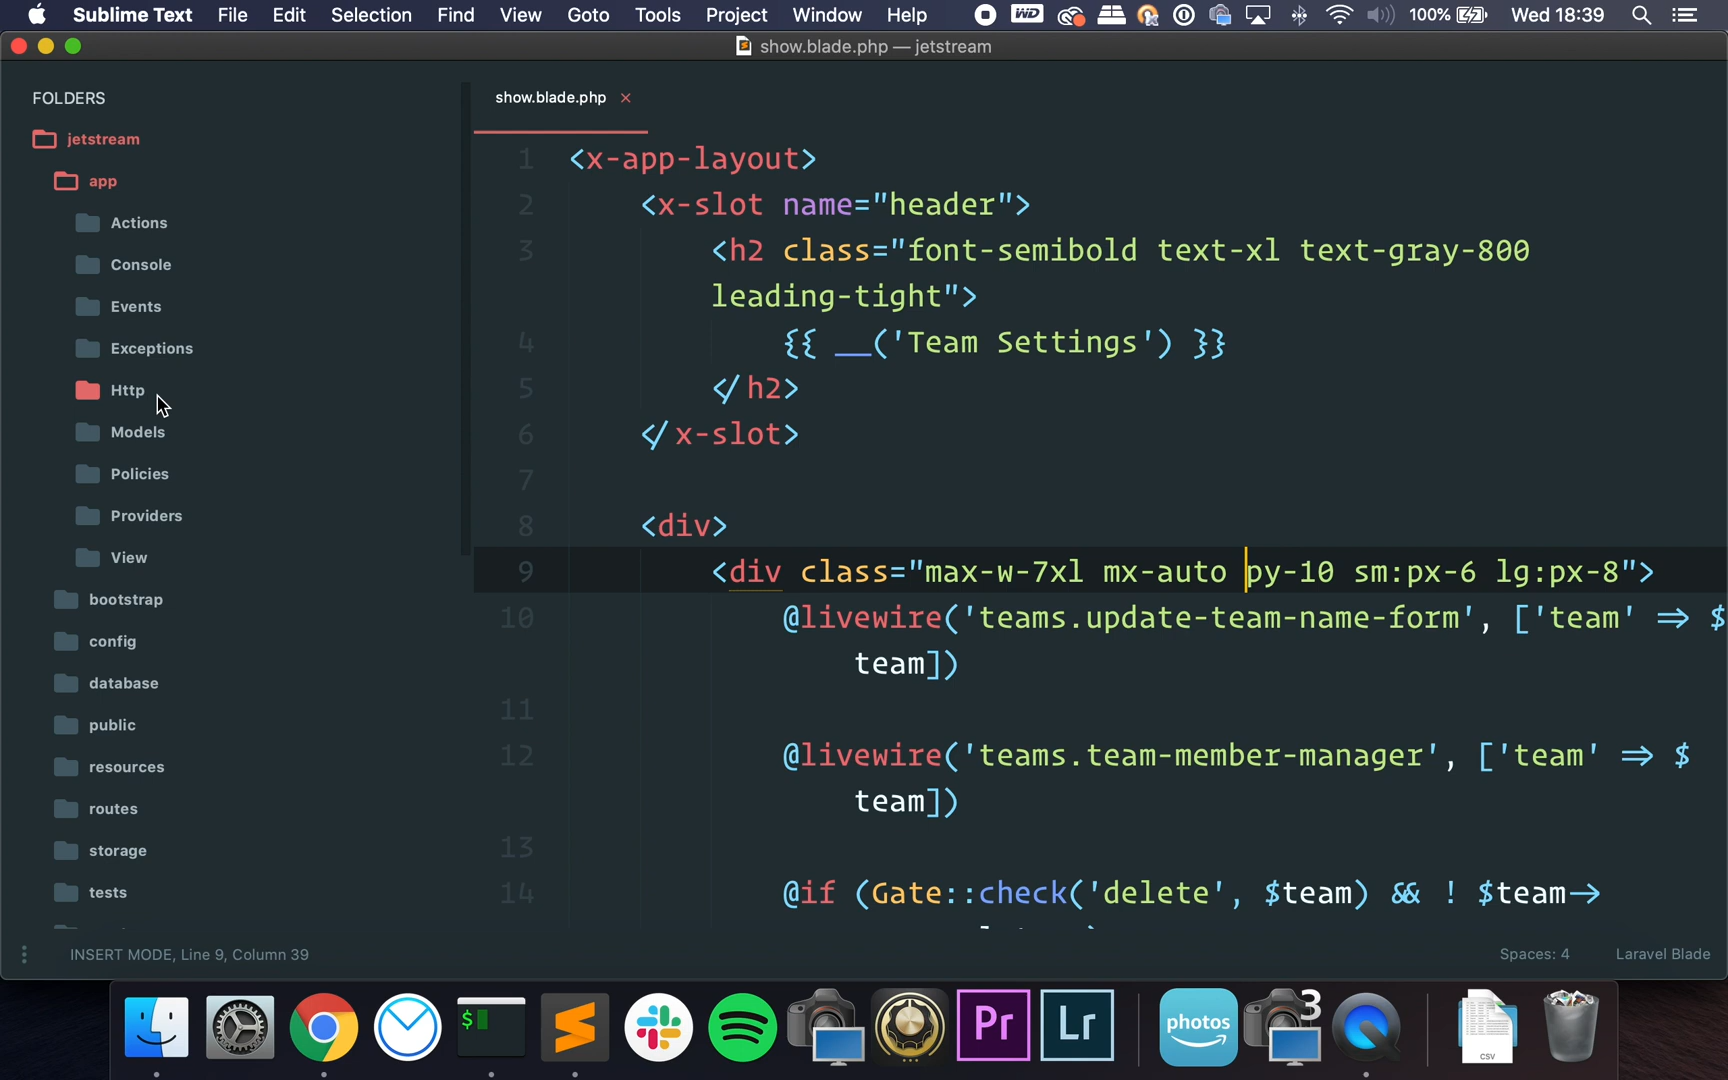 Sublime Text File Edit Selection Find View Goto Tools Project Window Help WD 100% Wed 18:39
show.blade.php — jetstream
FOLDERS
jetstream
app
Actions
Console
Events
Exceptions
Http
Models
Policies
Providers
View
bootstrap
config
database
public
resources
routes
storage
tests
show.blade.php ×
1 <x-app-layout>
2 <x-slot name="header">
3 <h2 class="font-semibold text-xl text-gray-800
leading-tight">
4 {{ __('Team Settings') }}
5 </h2>
6 </x-slot>
7
8 <div>
9 <div class="max-w-7xl mx-auto py-10 sm:px-6 lg:px-8">
10 @livewire('teams.update-team-name-form', ['team' => $
team])
11
12 @livewire('teams.team-member-manager', ['team' => $
team])
13
14 @if (Gate::check('delete', $team) && ! $team->
INSERT MODE, Line 9, Column 39
Spaces: 4 Laravel Blade
$ Pr Lr photos 3 CSV